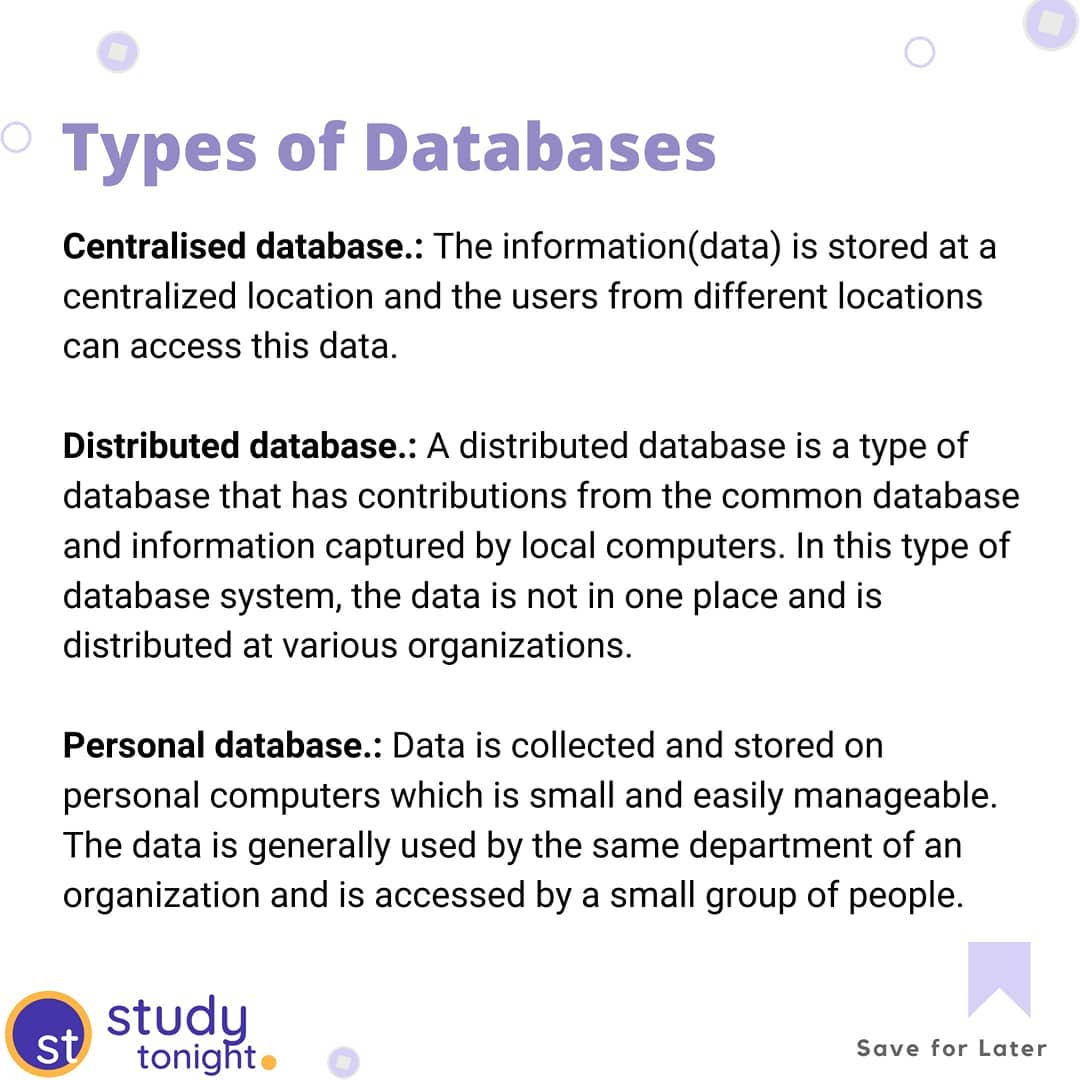 Types of Databases
Centralised database.: The information(data) is stored at a
centralized location and the users from different locations
can access this data.
Distributed database.: A distributed database is a type of
database that has contributions from the common database
and information captured by local computers. In this type of
database system, the data is not in one place and is
distributed at various organizations.
Personal database.: Data is collected and stored on
personal computers which is small and easily manageable.
The data is generally used by the same department of an
organization and is accessed by a small group of people.
st
study
tonight
Save for Later